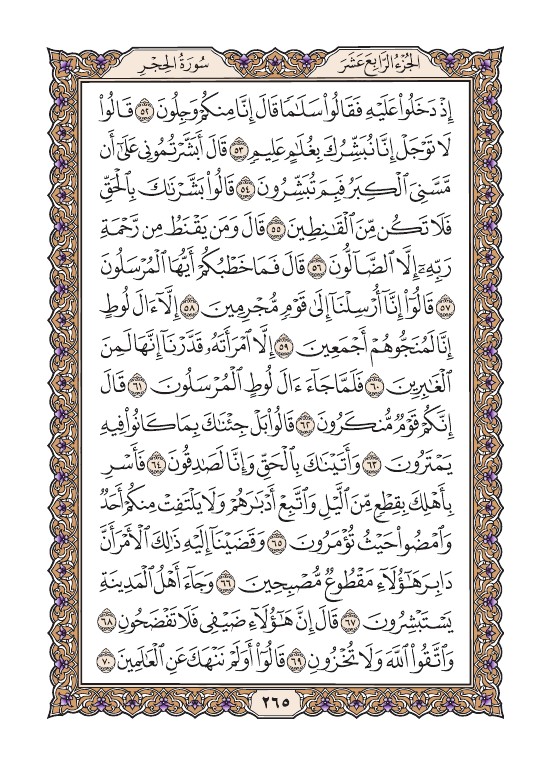 الجُزْءُ الرَّابِعَ عَشَرَ
سُورَةُ الحِجْرِ
إِذْ دَخَلُوا۟ عَلَيْهِ فَقَالُوا۟ سَلَـٰمًا قَالَ إِنَّا مِنكُمْ وَجِلُونَ ٥٢ قَالُوا۟
لَا تَوْجَلْ إِنَّا نُبَشِّرُكَ بِغُلَـٰمٍ عَلِيمٍ ٥٣ قَالَ أَبَشَّرْتُمُونِى عَلَىٰٓ أَن
مَّسَّنِىَ ٱلْكِبَرُ فَبِمَ تُبَشِّرُونَ ٥٤ قَالُوا۟ بَشَّرْنَـٰكَ بِٱلْحَقِّ
فَلَا تَكُن مِّنَ ٱلْقَـٰنِطِينَ ٥٥ قَالَ وَمَن يَقْنَطُ مِن رَّحْمَةِ
رَبِّهِۦٓ إِلَّا ٱلضَّآلُّونَ ٥٦ قَالَ فَمَا خَطْبُكُمْ أَيُّهَا ٱلْمُرْسَلُونَ
٥٧ قَالُوٓا۟ إِنَّآ أُرْسِلْنَآ إِلَىٰ قَوْمٍ مُّجْرِمِينَ ٥٨ إِلَّآ ءَالَ لُوطٍ
إِنَّا لَمُنَجُّوهُمْ أَجْمَعِينَ ٥٩ إِلَّا ٱمْرَأَتَهُۥ قَدَّرْنَآ إِنَّهَا لَمِنَ
ٱلْغَـٰبِرِينَ ٦٠ فَلَمَّا جَآءَ ءَالَ لُوطٍ ٱلْمُرْسَلُونَ ٦١ قَالَ
إِنَّكُمْ قَوْمٌ مُّنكَرُونَ ٦٢ قَالُوا۟ بَلْ جِئْنَـٰكَ بِمَا كَانُوا۟ فِيهِ
يَمْتَرُونَ ٦٣ وَأَتَيْنَـٰكَ بِٱلْحَقِّ وَإِنَّا لَصَـٰدِقُونَ ٦٤ فَأَسْرِ
بِأَهْلِكَ بِقِطْعٍ مِّنَ ٱلَّيْلِ وَٱتَّبِعْ أَدْبَـٰرَهُمْ وَلَا يَلْتَفِتْ مِنكُمْ أَحَدٌ
وَٱمْضُوا۟ حَيْثُ تُؤْمَرُونَ ٦٥ وَقَضَيْنَآ إِلَيْهِ ذَٰلِكَ ٱلْأَمْرَ أَنَّ
دَابِرَ هَـٰٓؤُلَآءِ مَقْطُوعٌ مُّصْبِحِينَ ٦٦ وَجَآءَ أَهْلُ ٱلْمَدِينَةِ
يَسْتَبْشِرُونَ ٦٧ قَالَ إِنَّ هَـٰٓؤُلَآءِ ضَيْفِى فَلَا تَفْضَحُونِ ٦٨
وَٱتَّقُوا۟ ٱللَّهَ وَلَا تُخْزُونِ ٦٩ قَالُوٓا۟ أَوَلَمْ نَنْهَكَ عَنِ ٱلْعَـٰلَمِينَ ٧٠
٢٦٥